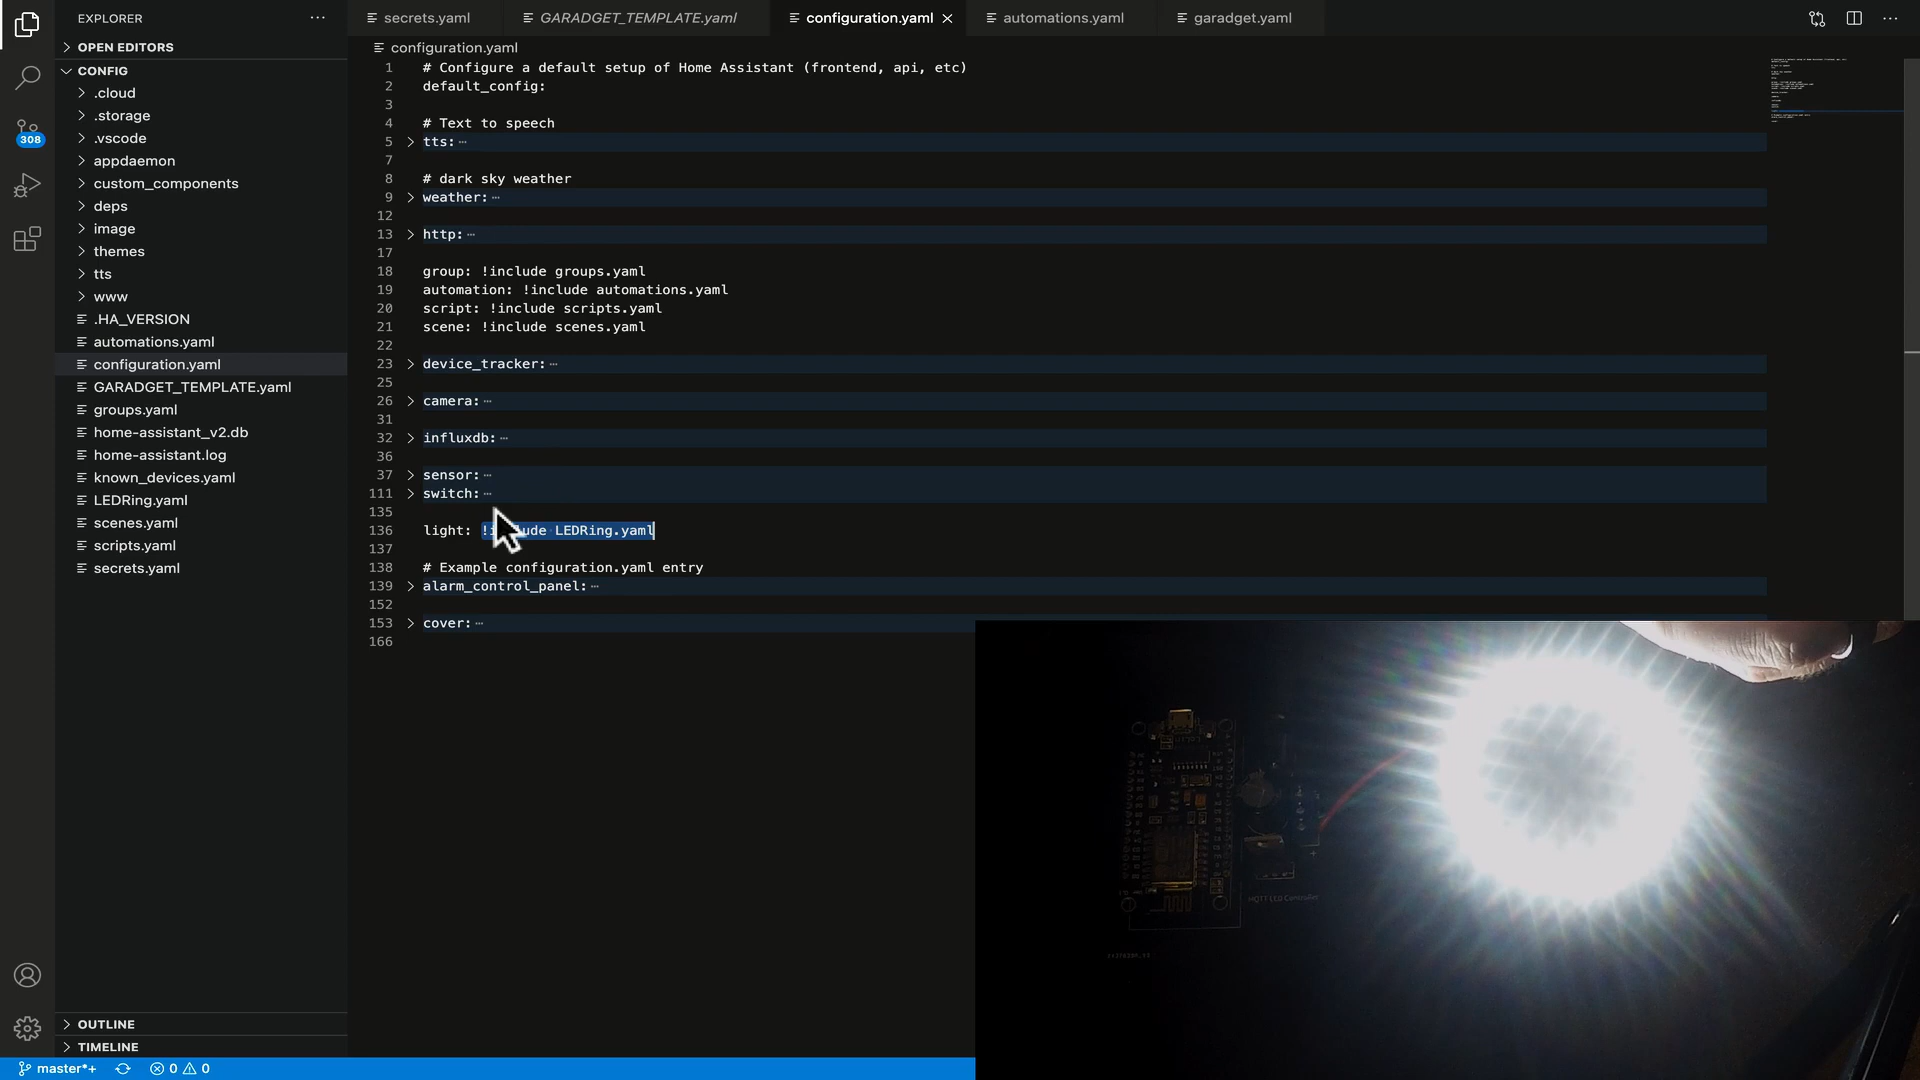 EXPLORER
OPEN EDITORS
CONFIG
.cloud
.storage
.vscode
appdaemon
custom_components
deps
image
themes
tts
www
.HA_VERSION
automations.yaml
configuration.yaml
GARADGET_TEMPLATE.yaml
groups.yaml
home-assistant_v2.db
home-assistant.log
known_devices.yaml
LEDRing.yaml
scenes.yaml
scripts.yaml
secrets.yaml
OUTLINE
TIMELINE
308
master*+ 0 0
secrets.yaml GARADGET_TEMPLATE.yaml configuration.yaml automations.yaml garadget.yaml
configuration.yaml
1 # Configure a default setup of Home Assistant (frontend, api, etc)
2 default_config:
3
4 # Text to speech
5 tts:
7
8 # dark sky weather
9 weather:
12
13 http:
17
18 group: !include groups.yaml
19 automation: !include automations.yaml
20 script: !include scripts.yaml
21 scene: !include scenes.yaml
22
23 device_tracker:
25
26 camera:
31
32 influxdb:
36
37 sensor:
111 switch:
135
136 light: !include LEDRing.yaml
137
138 # Example configuration.yaml entry
139 alarm_control_panel:
152
153 cover:
166
MQTT LED Controller